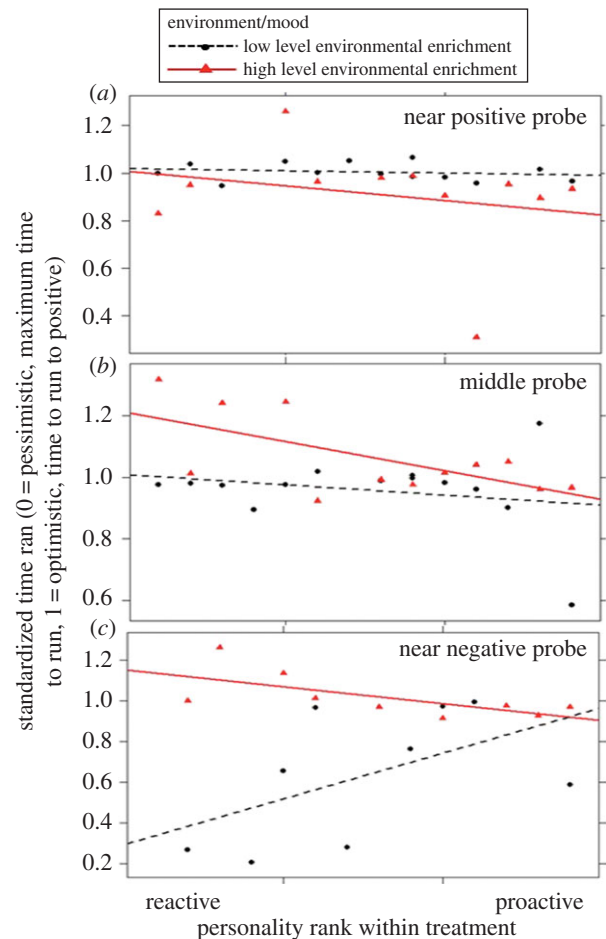 environment/mood
low level environmental enrichment
high level environmental enrichment
(a)
near positive probe
1.2
1.0
0.8
0.6
0.4
(b)
middle probe
1.2
1.0
0.8
0.6
(c)
near negative probe
1.2
1.0
0.8
0.6
0.4
0.2
standardized time ran (0 = pessimistic, maximum time
to run, 1 = optimistic, time to run to positive)
reactive
proactive
personality rank within treatment